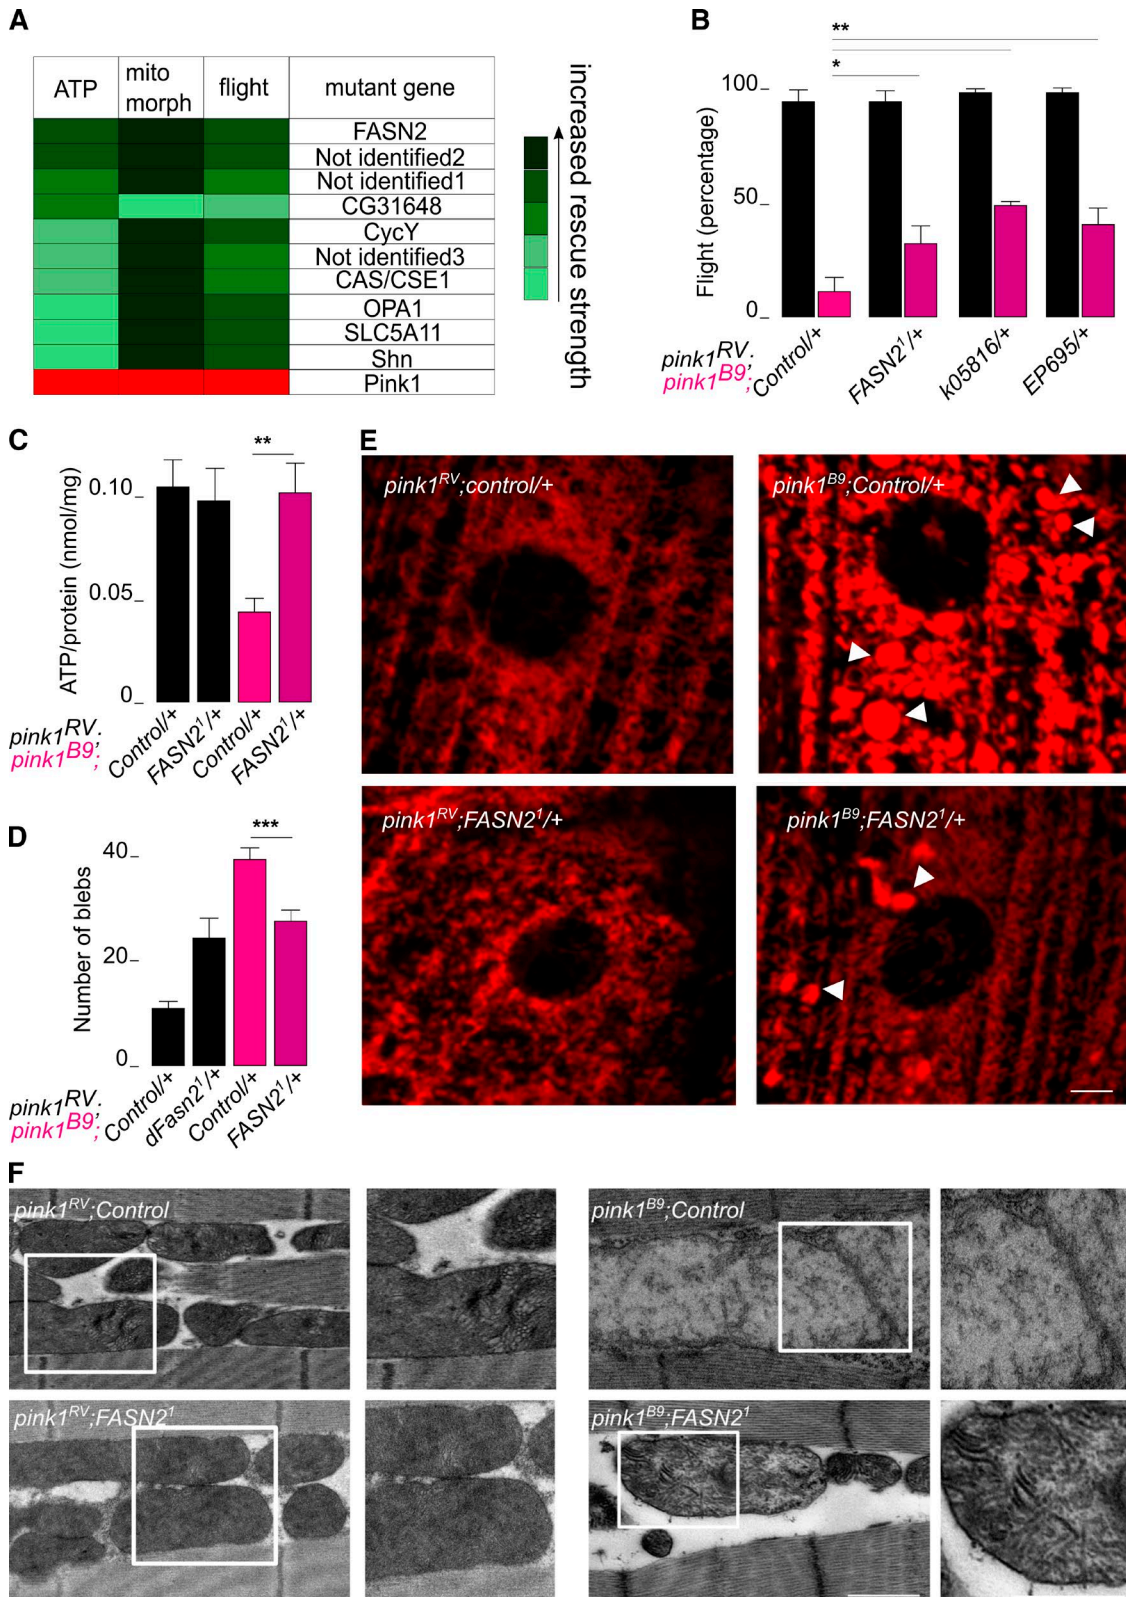 A
ATP
mito
morph
flight
mutant gene
FASN2
Not identified2
Not identified1
CG31648
CycY
Not identified3
CAS/CSE1
OPA1
SLC5A11
Shn
Pink1
increased rescue strength
B
**
*
Flight (percentage)
100
50
0
pink1RV;
pink1B9;
Control/+
FASN2¹/+
k05816/+
EP695/+
C
**
ATP/protein (nmol/mg)
0.10
0.05
0
pink1RV;
pink1B9;
Control/+
FASN2¹/+
Control/+
FASN2¹/+
D
***
Number of blebs
40
20
0
pink1RV;
pink1B9;
Control/+
dFasn2¹/+
Control/+
FASN2¹/+
E
pink1RV;control/+
pink1B9;Control/+
pink1RV;FASN2¹/+
pink1B9;FASN2¹/+
F
pink1RV;Control
pink1B9;Control
pink1RV;FASN2¹
pink1B9;FASN2¹